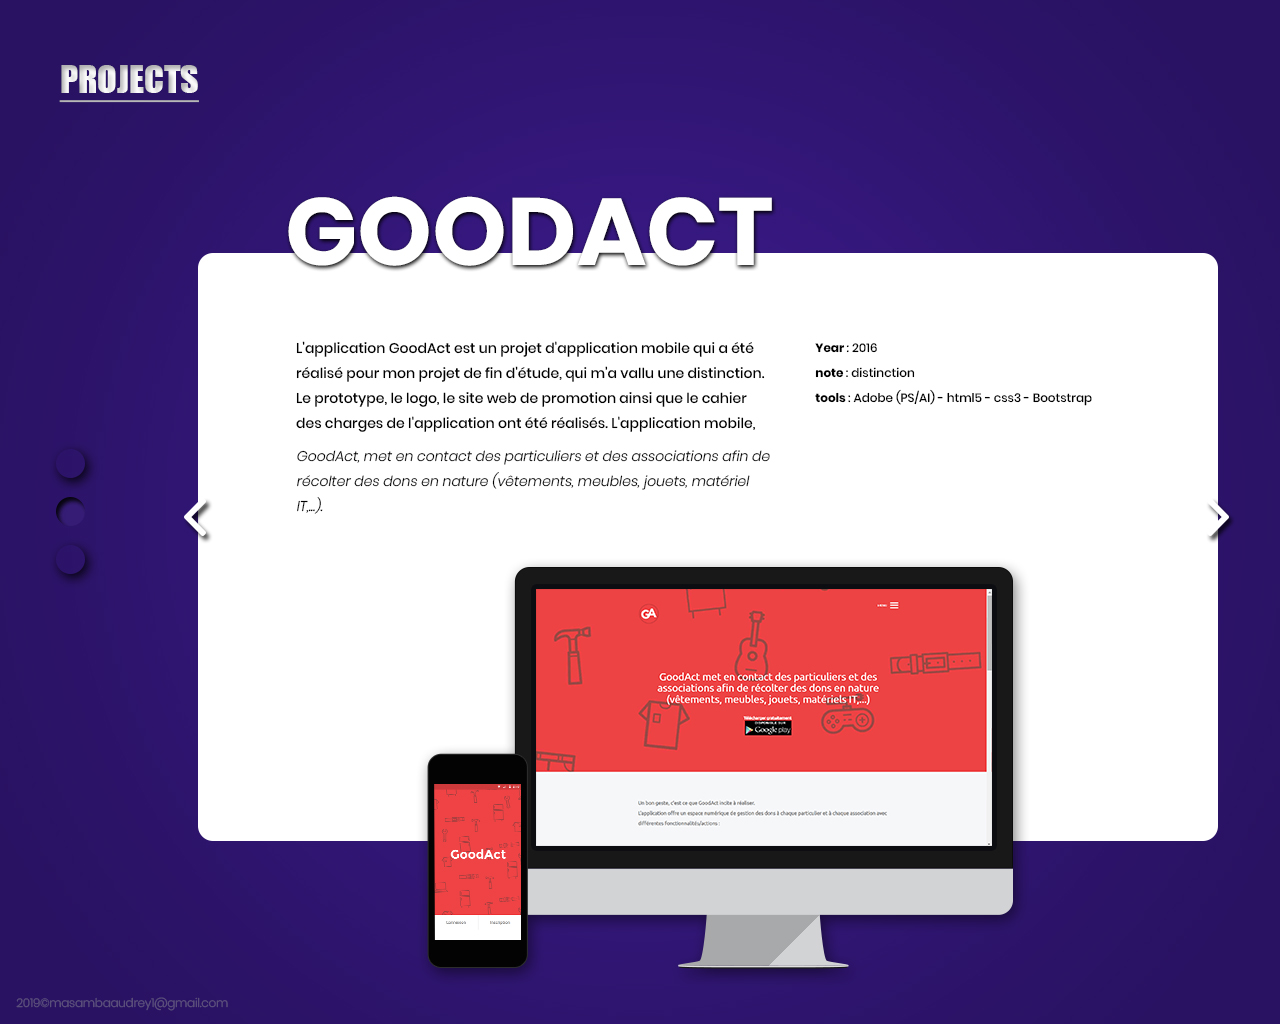 PROJECTS
GOODACT
L'application GoodAct est un projet d'application mobile qui a été
réalisé pour mon projet de fin d'étude, qui m'a vallu une distinction.
Le prototype, le logo, le site web de promotion ainsi que le cahier
des charges de l'application ont été réalisés. L'application mobile,
GoodAct, met en contact des particuliers et des associations afin de
récolter des dons en nature (vêtements, meubles, jouets, matériel
IT,...).
Year : 2016
note : distinction
tools : Adobe (PS/AI) - html5 - css3 - Bootstrap
GA
GoodAct met en contact des particuliers et des
associations afin de récolter des dons en nature
(vêtements, meubles, jouets, matériels IT,...)
Télécharger gratuitement
DISPONIBLE SUR
Google play
Un bon geste, c'est ce que GoodAct incite à réaliser.
L'application offre un espace numérique de gestion des dons à chaque particulier et à chaque association avec
différentes fonctionnalités/actions :
GoodAct
Connexion Inscription
2019©masambaaudrey1@gmail.com